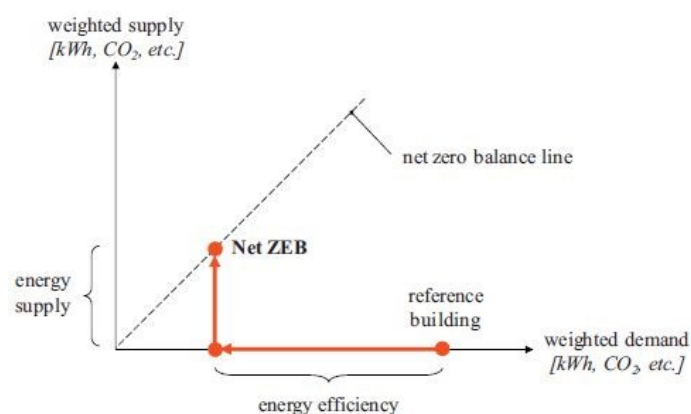 weighted supply
[kWh, CO2, etc.]
net zero balance line
Net ZEB
energy
supply
reference
building
weighted demand
[kWh, CO2, etc.]
energy efficiency